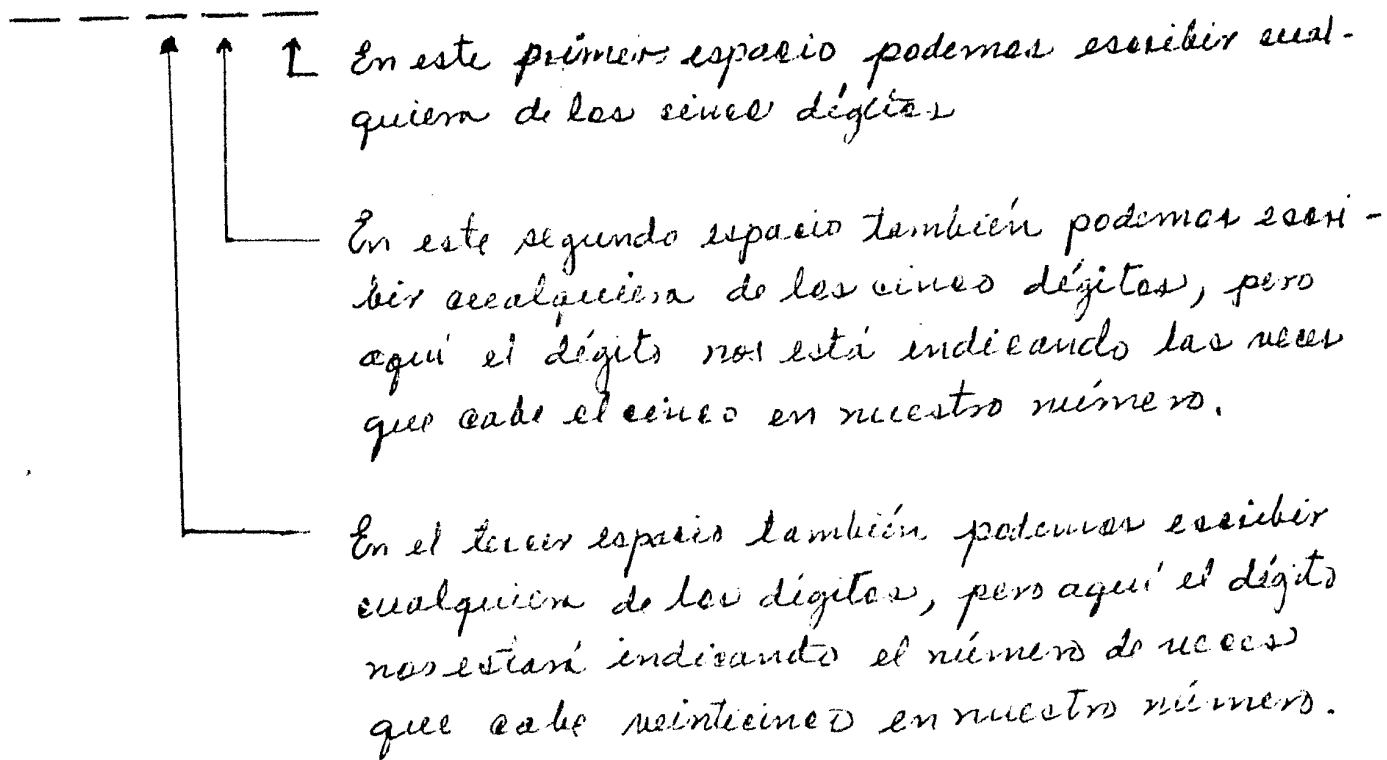 En este primer espacio podemos escribir cual-
quiera de los cinco dígitos
En este segundo espacio también podemos escri-
bir cualquiera de los cinco dígitos, pero
aquí el dígito nos está indicando las veces
que cabe el cinco en nuestro número.
En el tercer espacio también podemos escribir
cualquiera de los dígitos, pero aquí el dígito
nos estará indicando el número de veces
que cabe veinticinco en nuestro número.